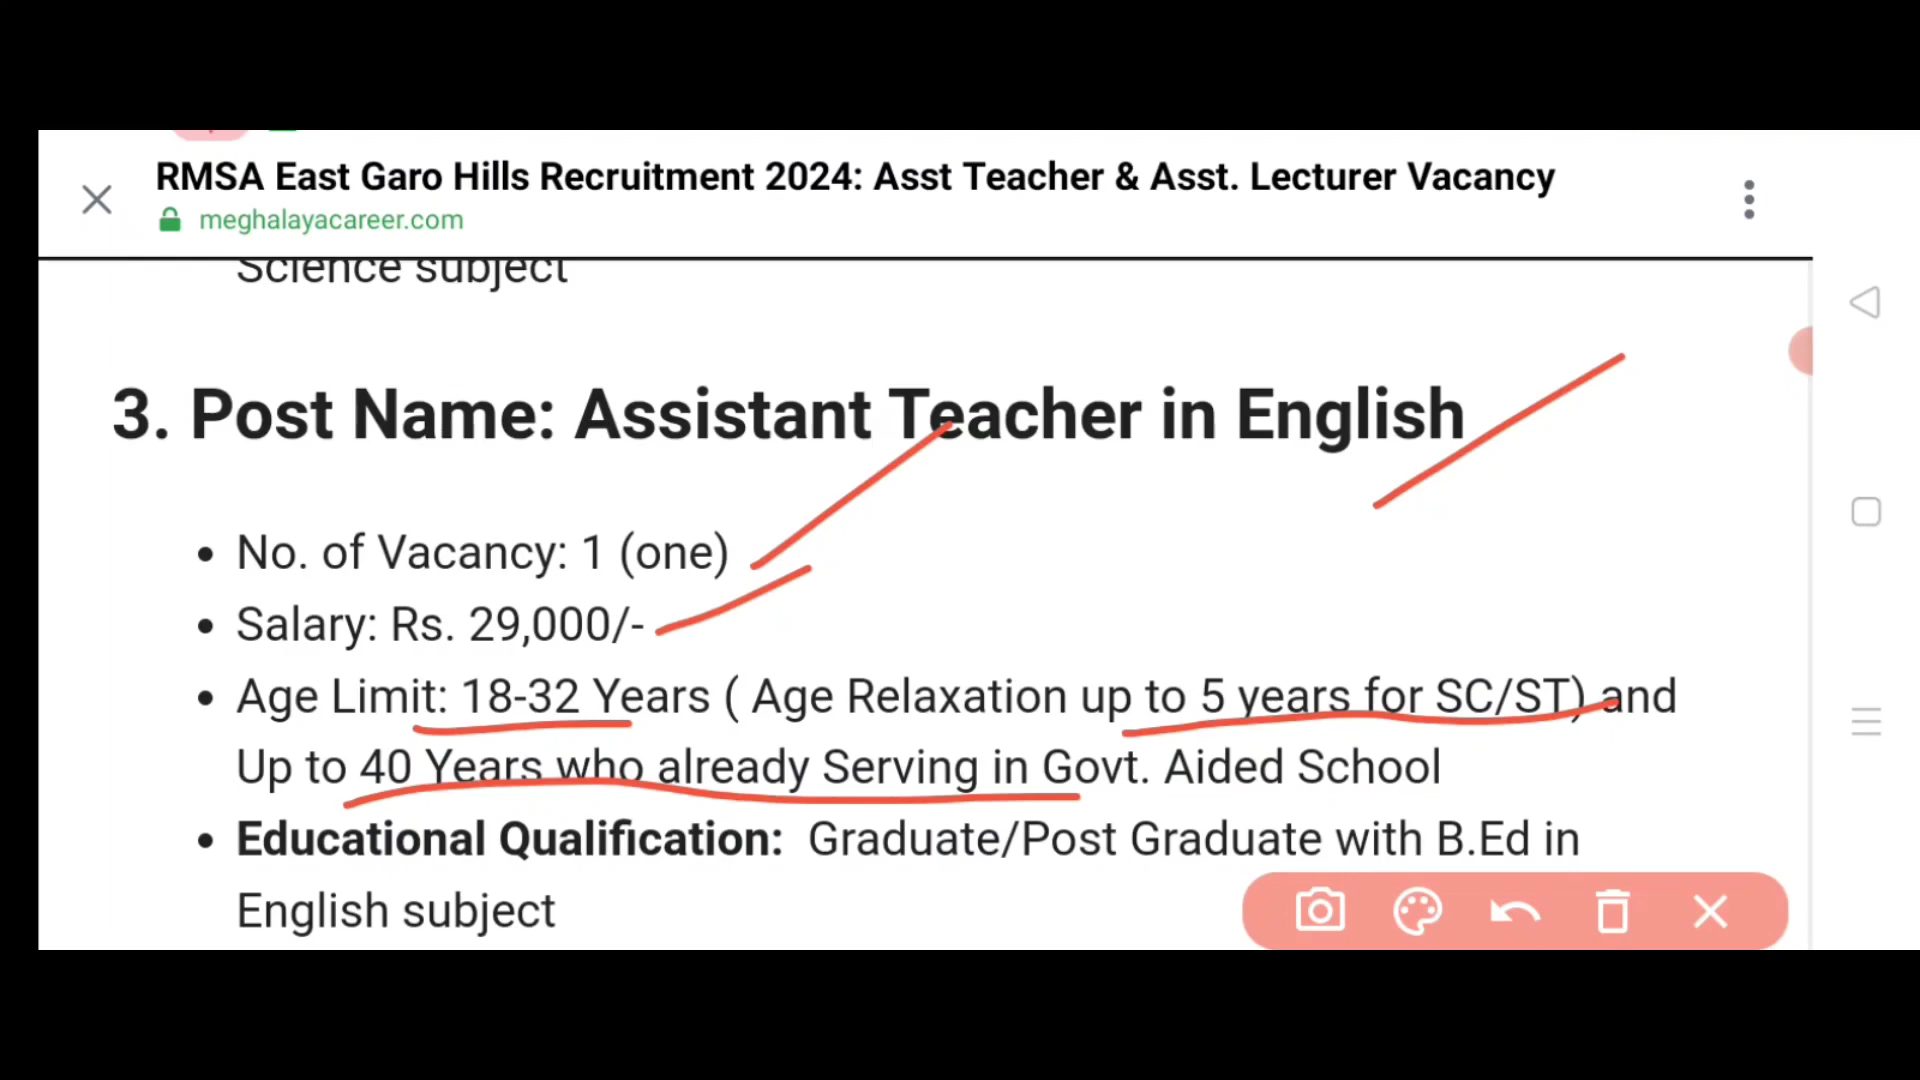 RMSA East Garo Hills Recruitment 2024: Asst Teacher & Asst. Lecturer Vacancy
meghalayacareer.com
Science subject
3. Post Name: Assistant Teacher in English
• No. of Vacancy: 1 (one)
• Salary: Rs. 29,000/-
• Age Limit: 18-32 Years ( Age Relaxation up to 5 years for SC/ST) and
Up to 40 Years who already Serving in Govt. Aided School
• Educational Qualification: Graduate/Post Graduate with B.Ed in
English subject